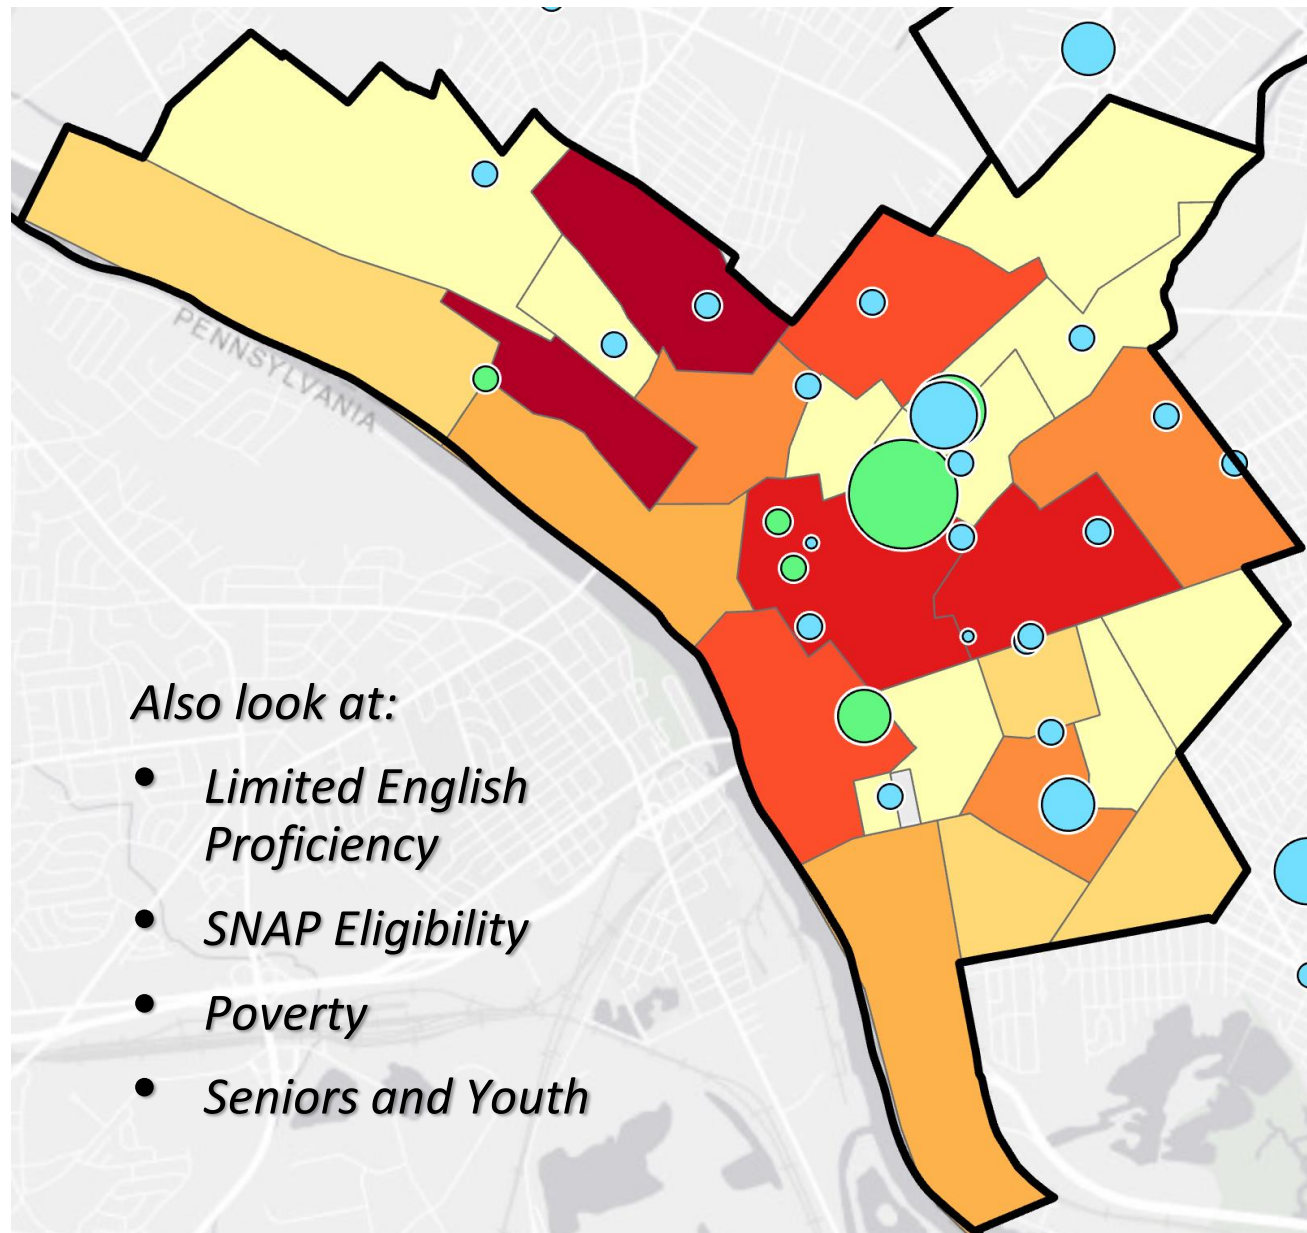 PENNSYLVANIA
Also look at:
• Limited English
Proficiency
• SNAP Eligibility
• Poverty
• Seniors and Youth